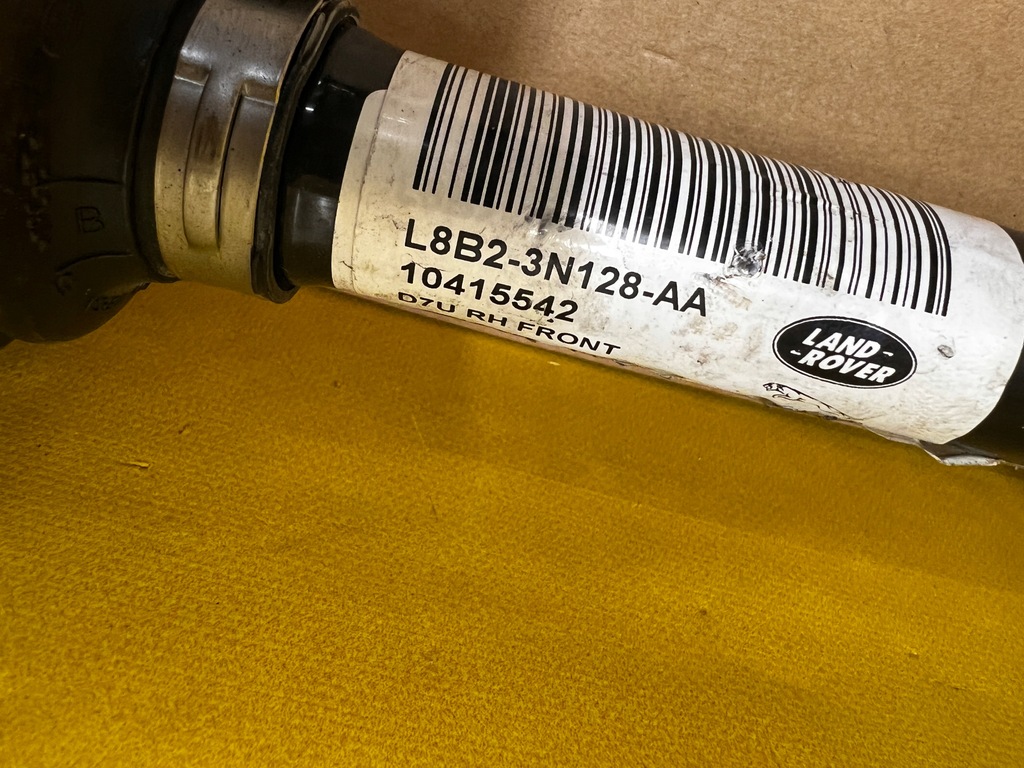 L8B2-3N128-AA
10415542
D7U RH FRONT
LAND-
-ROVER
B